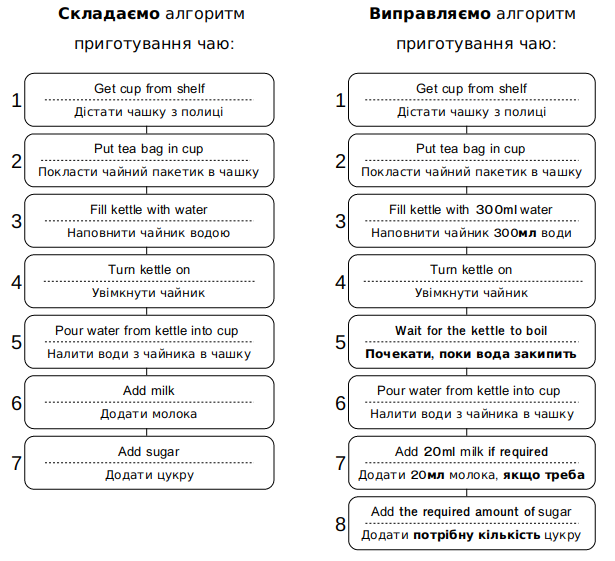 Складаємо алгоритм
приготування чаю:
1
Get cup from shelf
Дістати чашку з полиці
2
Put tea bag in cup
Покласти чайний пакетик в чашку
3
Fill kettle with water
Наповнити чайник водою
4
Turn kettle on
Увімкнути чайник
5
Pour water from kettle into cup
Налити води з чайника в чашку
6
Add milk
Додати молока
7
Add sugar
Додати цукру
Виправляємо алгоритм
приготування чаю:
1
Get cup from shelf
Дістати чашку з полиці
2
Put tea bag in cup
Покласти чайний пакетик в чашку
3
Fill kettle with 300ml water
Наповнити чайник 300мл води
4
Turn kettle on
Увімкнути чайник
5
Wait for the kettle to boil
Почекати, поки вода закипить
6
Pour water from kettle into cup
Налити води з чайника в чашку
7
Add 20ml milk if required
Додати 20мл молока, якщо треба
8
Add the required amount of sugar
Додати потрібну кількість цукру